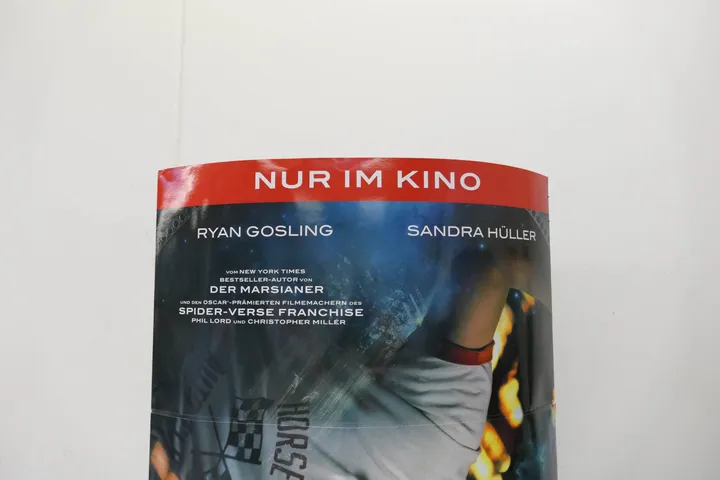 NUR IM KINO
RYAN GOSLING
SANDRA HÜLLER
VOM NEW YORK TIMES
BESTSELLER-AUTOR VON
DER MARSIANER
UND DEN OSCAR®-PRÄMIERTEN FILMEMACHERN DES
SPIDER-VERSE FRANCHISE
PHIL LORD UND CHRISTOPHER MILLER